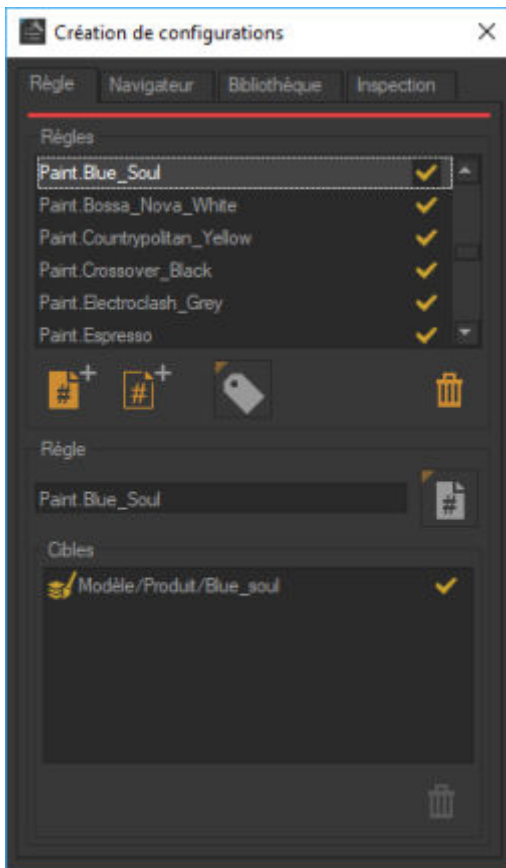 Création de configurations
Règle Navigateur Bibliothèque Inspection
Règles
Paint.Blue_Soul
Paint.Bossa_Nova_White
Paint.Countrypolitan_Yellow
Paint.Crossover_Black
Paint.Electroclash_Grey
Paint.Espresso
Règle
Paint.Blue_Soul
Cibles
Modèle/Produit/Blue_soul